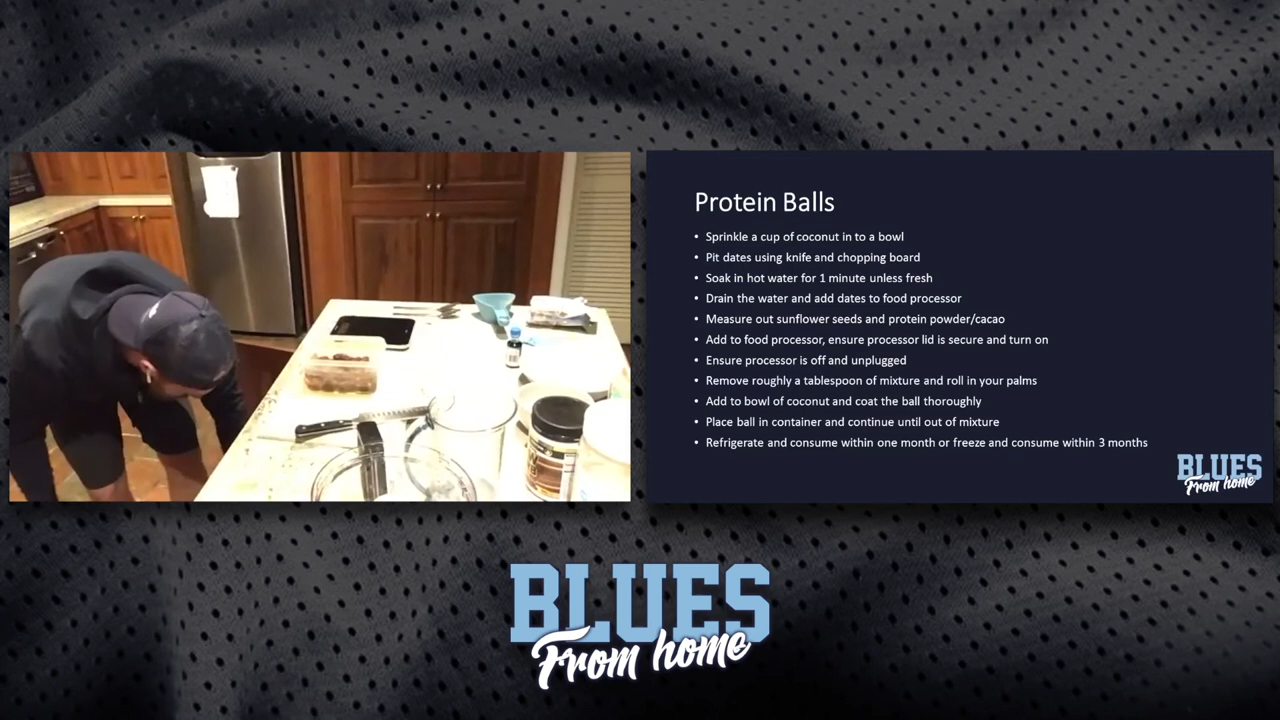 Protein Balls
• Sprinkle a cup of coconut in to a bowl
• Pit dates using knife and chopping board
• Soak in hot water for 1 minute unless fresh
• Drain the water and add dates to food processor
• Measure out sunflower seeds and protein powder/cacao
• Add to food processor, ensure processor lid is secure and turn on
• Ensure processor is off and unplugged
• Remove roughly a tablespoon of mixture and roll in your palms
• Add to bowl of coconut and coat the ball thoroughly
• Place ball in container and continue until out of mixture
• Refrigerate and consume within one month or freeze and consume within 3 months
BLUES
From home
BLUES
From home